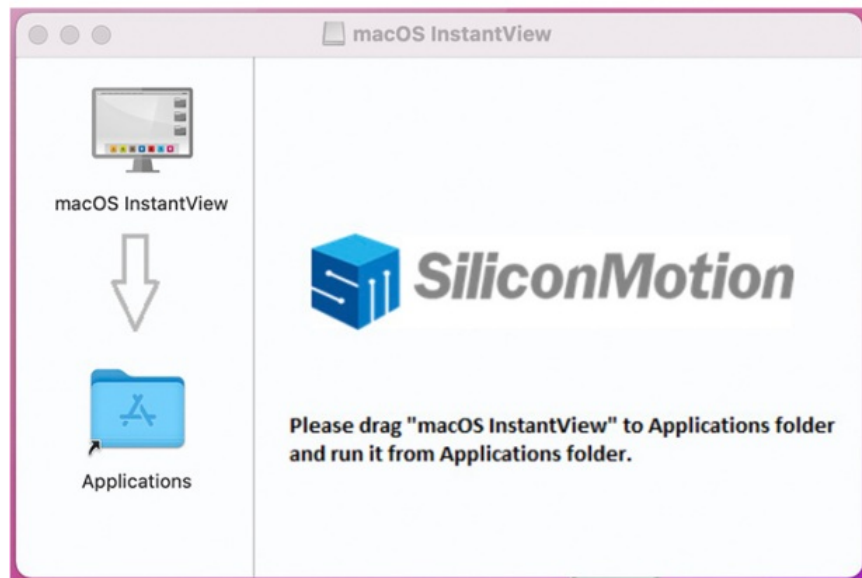 macOS InstantView
macOS InstantView
Applications
SiliconMotion
Please drag "macOS InstantView" to Applications folder
and run it from Applications folder.